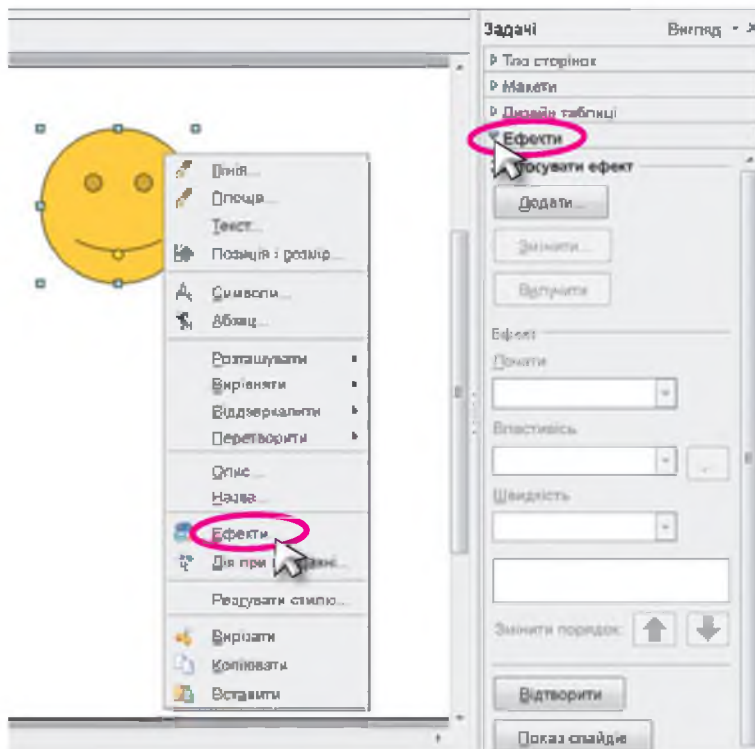 Задачі Вигляд
Тло сторінок
Макети
Дизайн таблиці
Ефекти
ефект
Додати...
Змінити...
Вилучити
Ефект
Почати
Властивість
Швидкість
Змінити порядок:
Відтворити
Показ слайдів
Лінія...
Площа...
Текст...
Позиція і розмір...
Символи...
Абзац...
Розташувати
Вирівняти
Віддзеркалити
Перетворити
Опис...
Назва...
Ефекти
Дія при
Редагувати стиль...
Вирізати
Копіювати
Вставити